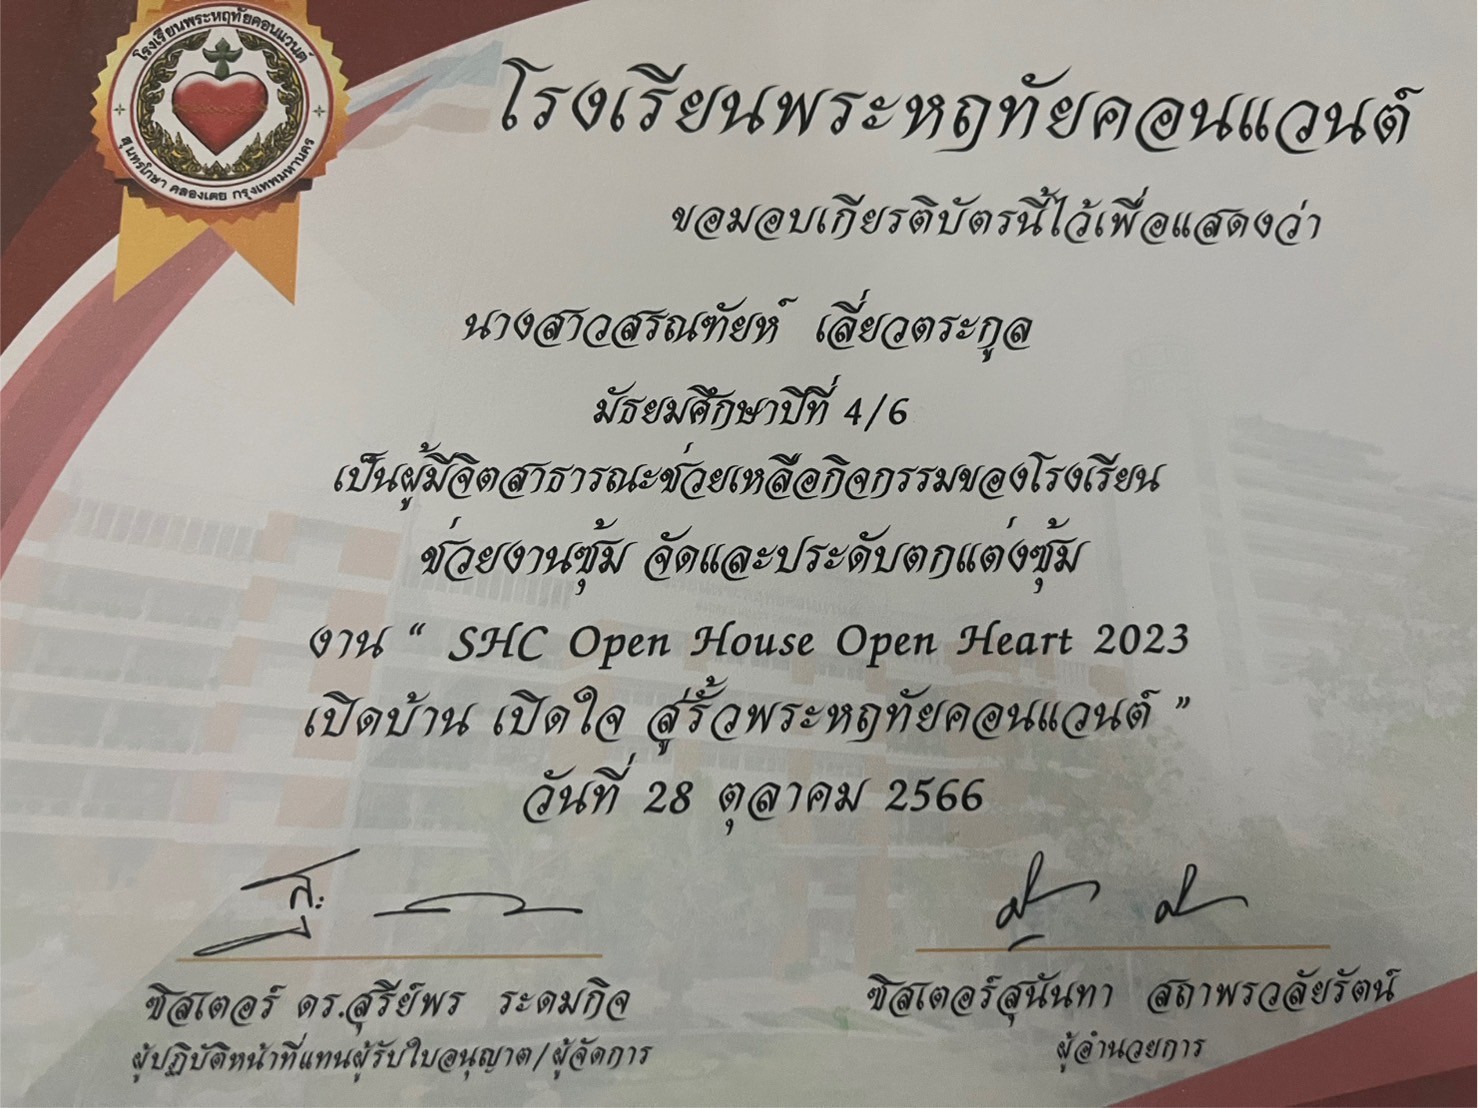 โรงเรียนพระหฤทัยคอนแวนต์
สุนทรโกษา คลองเตย กรุงเทพมหานคร
โรงเรียนพระหฤทัยคอนแวนต์
ขอมอบเกียรติบัตรนี้ไว้เพื่อแสดงว่า
นางสาวสรณฑัยห์ เลี่ยวตระกูล
มัธยมศึกษาปีที่ 4/6
เป็นผู้มีจิตสาธารณะช่วยเหลือกิจกรรมของโรงเรียน
ช่วยงานซุ้ม จัดและประดับตกแต่งซุ้ม
งาน “ SHC Open House Open Heart 2023
เปิดบ้าน เปิดใจ สู่รั้วพระหฤทัยคอนแวนต์ ”
วันที่ 28 ตุลาคม 2566
ซิสเตอร์ ดร.สุรีย์พร ระดมกิจ
ผู้ปฏิบัติหน้าที่แทนผู้รับใบอนุญาต/ผู้จัดการ
ซิสเตอร์สุนันทา สถาพรวลัยรัตน์
ผู้อำนวยการ